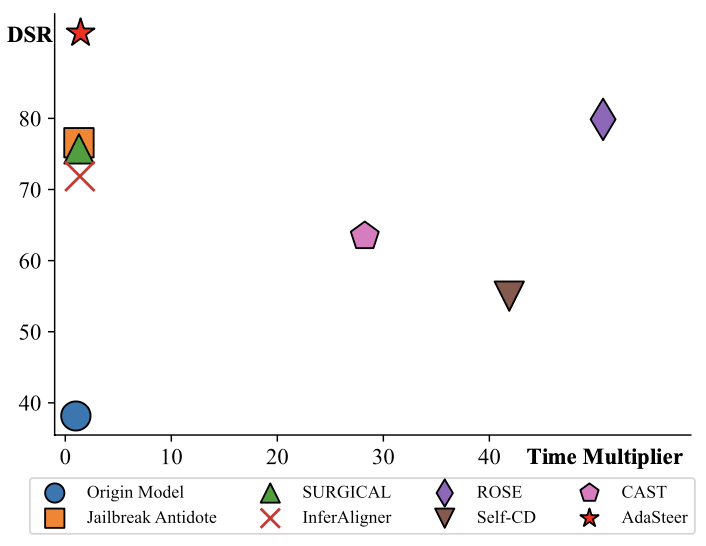 DSR
80
70
60
50
40
0 10 20 30 40 Time Multiplier
Origin Model SURGICAL ROSE CAST
Jailbreak Antidote InferAligner Self-CD AdaSteer